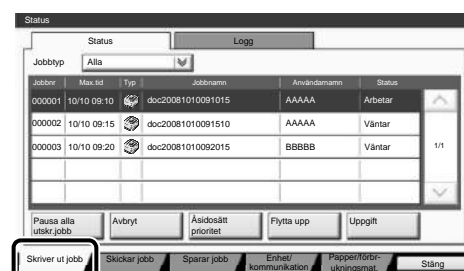 Status
Status Logg
Jobbtyp Alla
Jobbnr Max.tid Typ Jobbnamn Användarnamn Status
000001 10/10 09:10 doc20081010091015 AAAAA Arbetar
000002 10/10 09:15 doc20081010091510 AAAAA Väntar
000003 10/10 09:20 doc20081010092015 BBBBB Väntar
1/1
Pausa alla utskr.jobb Avbryt Åsidosätt prioritet Flytta upp Uppgift
Skriver ut jobb Skickar jobb Sparar jobb Enhet/ kommunikation Papper/förbr- ukningsmat. Stäng